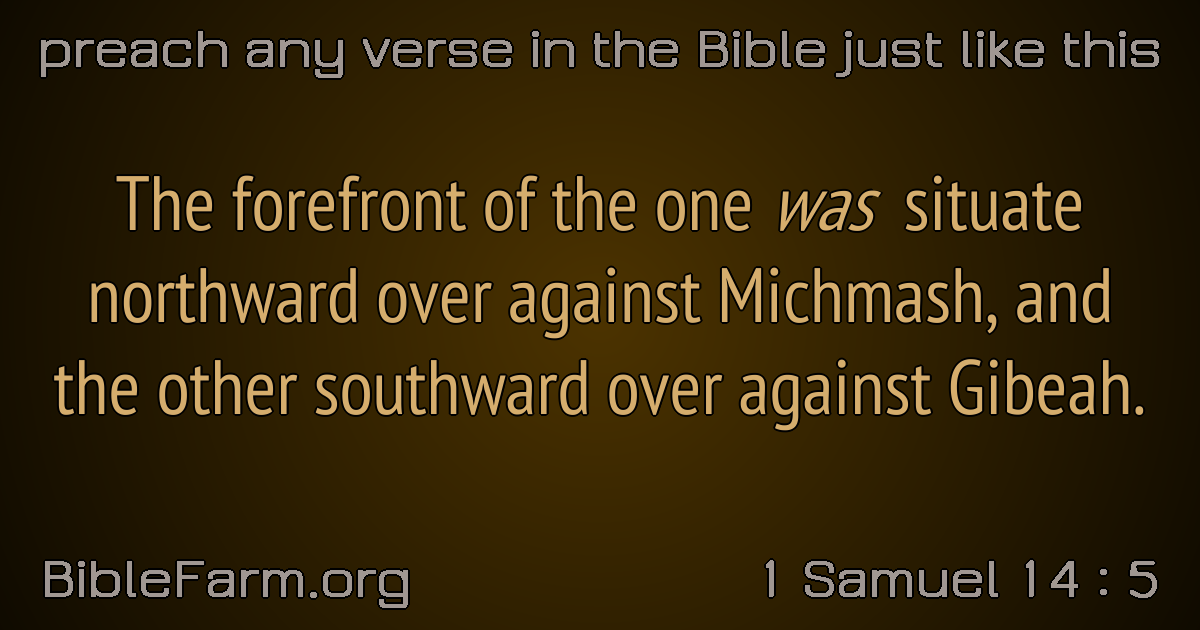 preach any verse in the Bible just like this
The forefront of the one was situate
northward over against Michmash, and
the other southward over against Gibeah.
BibleFarm.org
1 Samuel 14 : 5